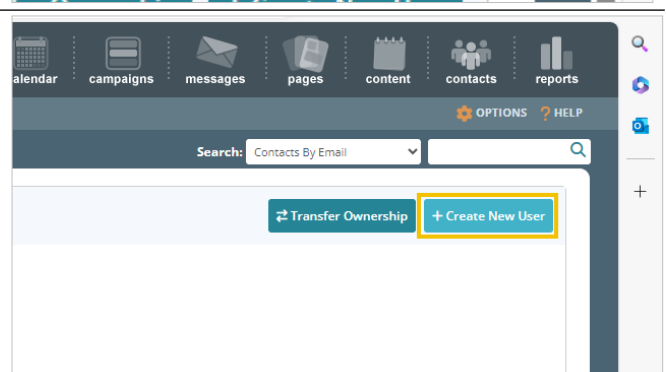 alendar campaigns messages pages content contacts reports
OPTIONS ? HELP
Search: Contacts By Email
Transfer Ownership + Create New User